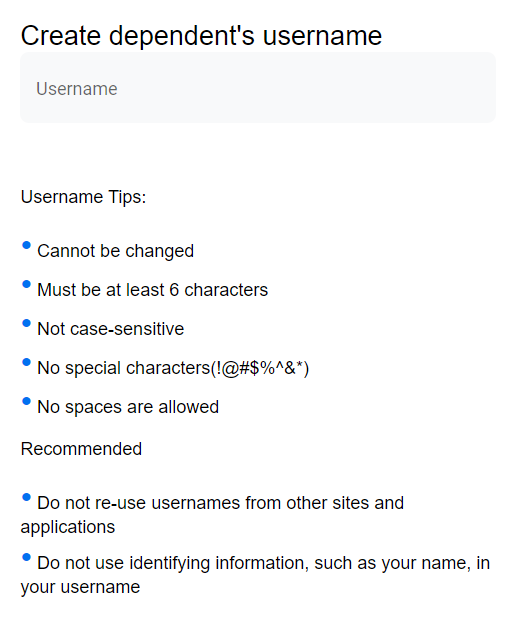 Create dependent's username
Username
Username Tips:
• Cannot be changed
• Must be at least 6 characters
• Not case-sensitive
• No special characters(!@#$%^&*)
• No spaces are allowed
Recommended
• Do not re-use usernames from other sites and
applications
• Do not use identifying information, such as your name, in
your username